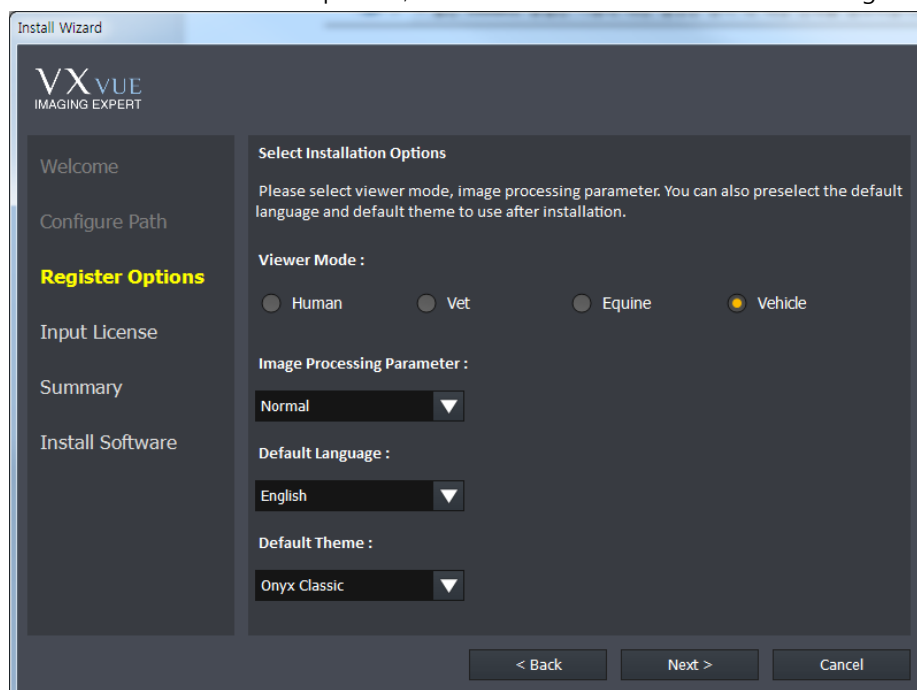 Install Wizard
VXVUE
IMAGING EXPERT
Welcome
Configure Path
Register Options
Input License
Summary
Install Software
Select Installation Options
Please select viewer mode, image processing parameter. You can also preselect the default
language and default theme to use after installation.
Viewer Mode :
Human Vet Equine Vehicle
Image Processing Parameter :
Normal
Default Language :
English
Default Theme :
Onyx Classic
< Back Next > Cancel